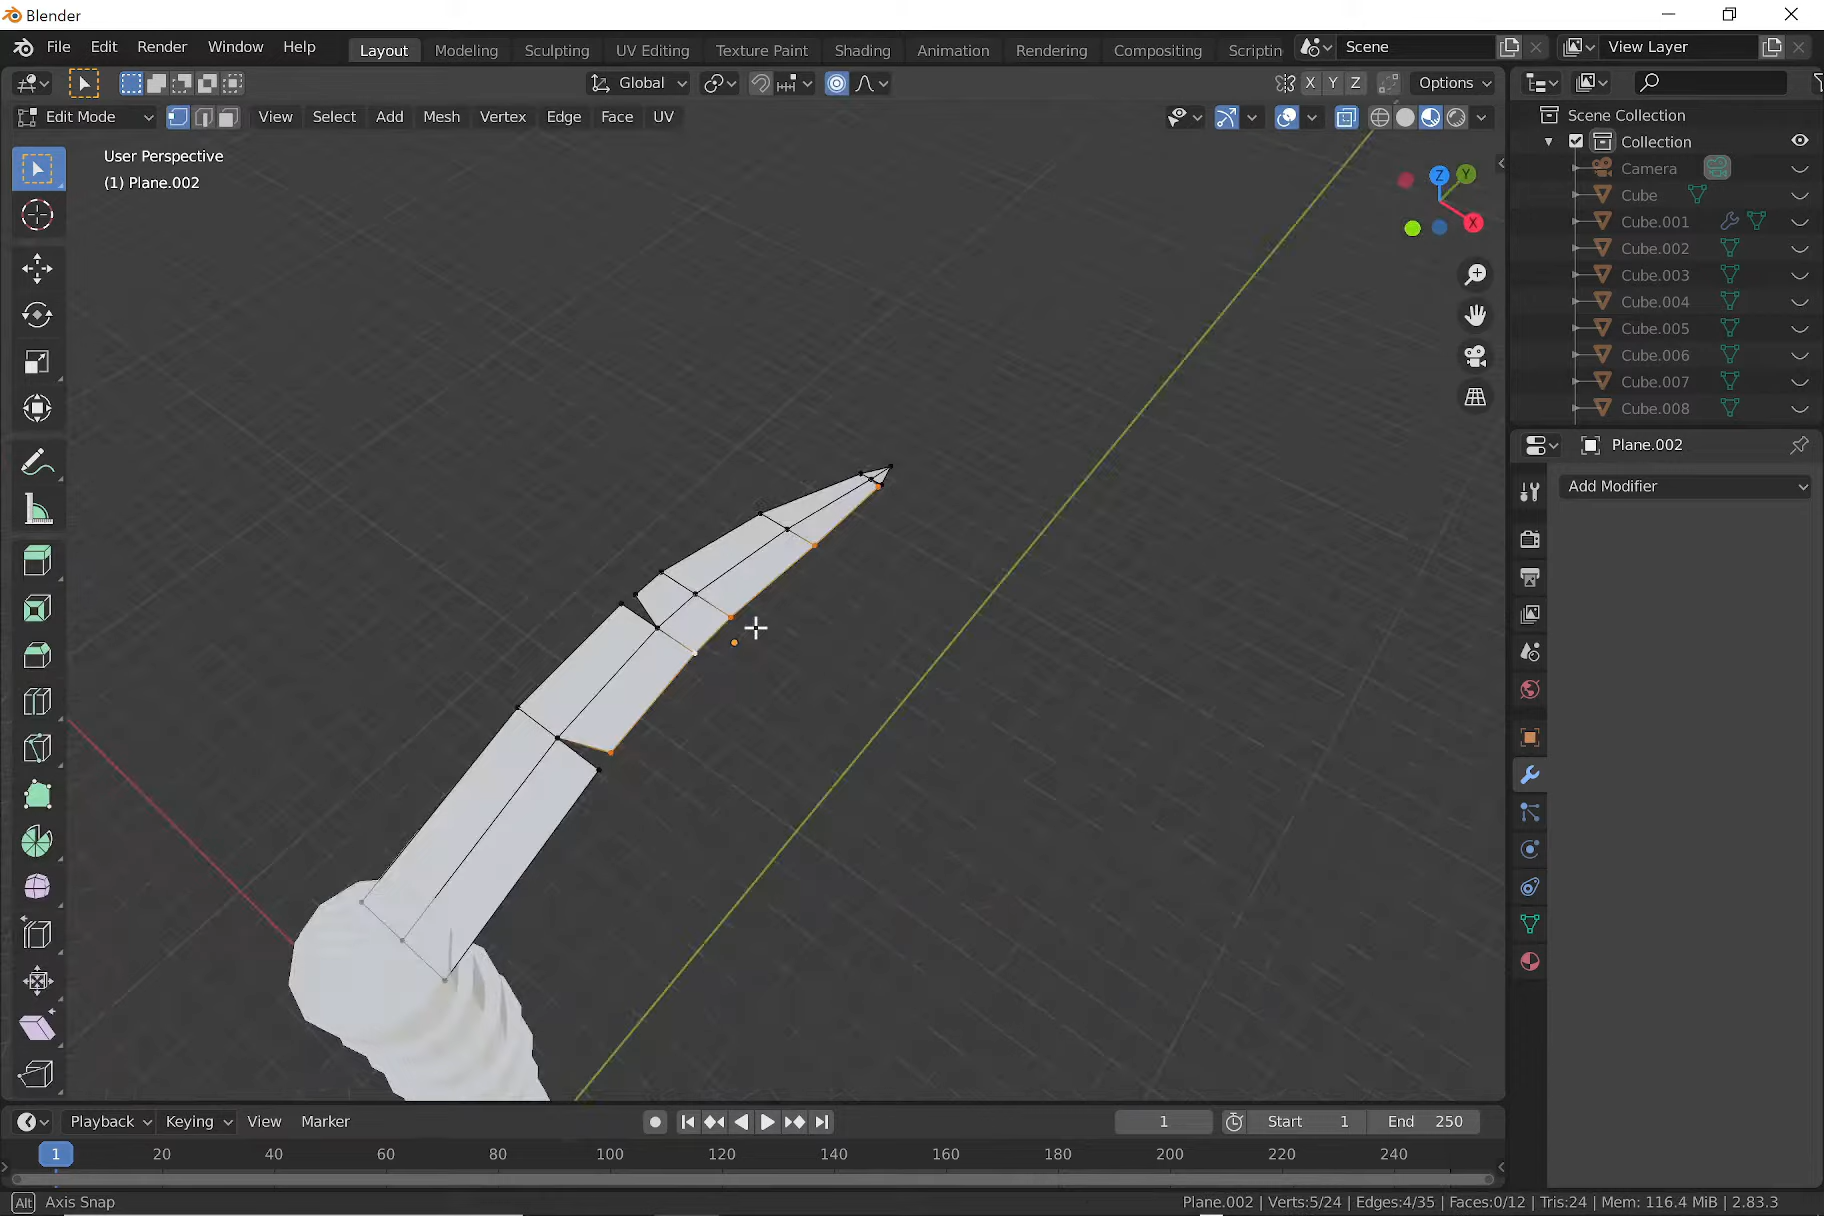 Blender
File Edit Render Window Help Layout Modeling Sculpting UV Editing Texture Paint Shading Animation Rendering Compositing Scriptin Scene View Layer
Global X Y Z Options
Edit Mode View Select Add Mesh Vertex Edge Face UV
User Perspective
(1) Plane.002
Z Y
X
Scene Collection
Collection
Camera
Cube
Cube.001
Cube.002
Cube.003
Cube.004
Cube.005
Cube.006
Cube.007
Cube.008
Plane.002
Add Modifier
Playback Keying View Marker 1 Start 1 End 250
1 20 40 60 80 100 120 140 160 180 200 220 240
Alt Axis Snap Plane.002 | Verts:5/24 | Edges:4/35 | Faces:0/12 | Tris:24 | Mem: 116.4 MiB | 2.83.3